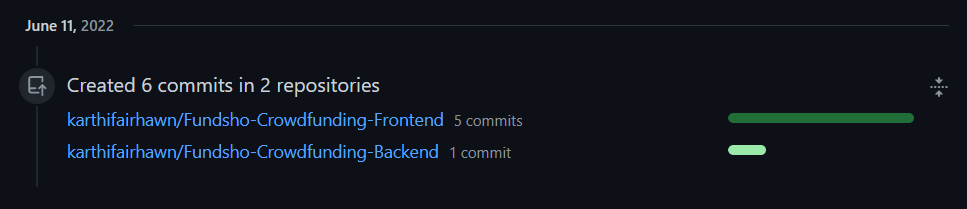 June 11, 2022
Created 6 commits in 2 repositories
karthifairhawn/Fundsho-Crowdfunding-Frontend 5 commits
karthifairhawn/Fundsho-Crowdfunding-Backend 1 commit